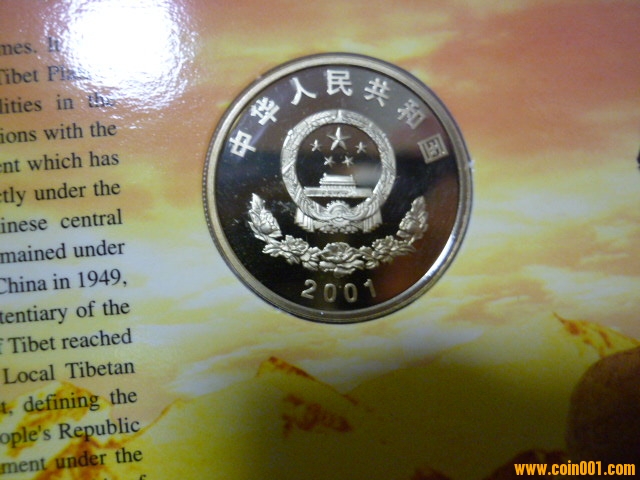 mes. It
Tibet
lities in the
ions with the
ent which has
ctly under the
inese central
mained under
China in 1949,
tentiary of the
f Tibet reached
Local Tibetan
t, defining the
ople's Republic
ment under the
of
中华人民共和国
2001
www.coin001.com